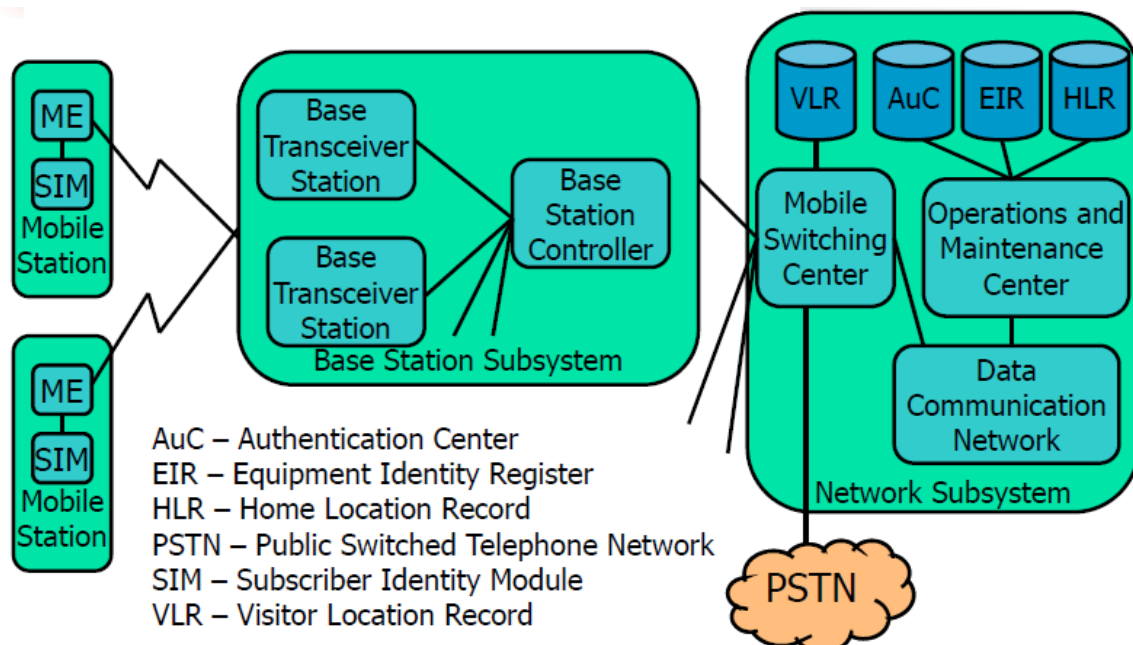 ME
SIM
Mobile
Station
ME
SIM
Mobile
Station
Base
Transceiver
Station
Base
Transceiver
Station
Base
Station
Controller
Base Station Subsystem
VLR
AuC
EIR
HLR
Mobile
Switching
Center
Operations and
Maintenance
Center
Data
Communication
Network
Network Subsystem
PSTN
AuC – Authentication Center
EIR – Equipment Identity Register
HLR – Home Location Record
PSTN – Public Switched Telephone Network
SIM – Subscriber Identity Module
VLR – Visitor Location Record